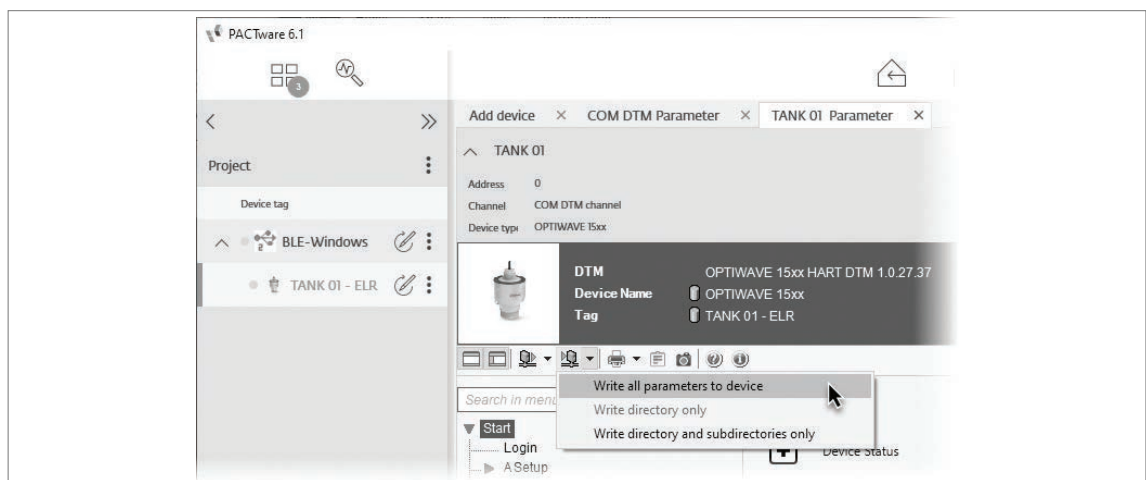 PACTware 6.1
3
Add device × COM DTM Parameter × TANK 01 Parameter ×
Project
Device tag
BLE-Windows
TANK 01 - ELR
TANK 01
Address 0
Channel COM DTM channel
Device type OPTIWAVE 15xx
DTM OPTIWAVE 15xx HART DTM 1.0.27.37
Device Name OPTIWAVE 15xx
Tag TANK 01 - ELR
Write all parameters to device
Write directory only
Write directory and subdirectories only
Search in menu
Start
Login
A Setup
Device Status